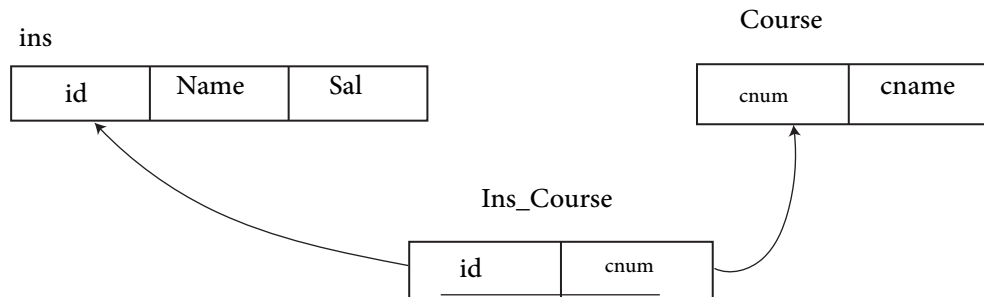 ins
Course
id Name Sal
cnum cname
Ins_Course
id cnum